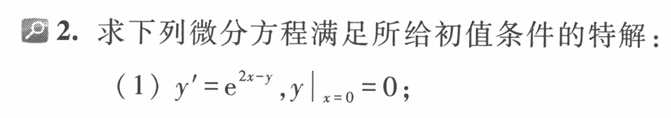 2. 求下列微分方程满足所给初值条件的特解:
(1) y′=e^{2x-y},y|_{x=0}=0;